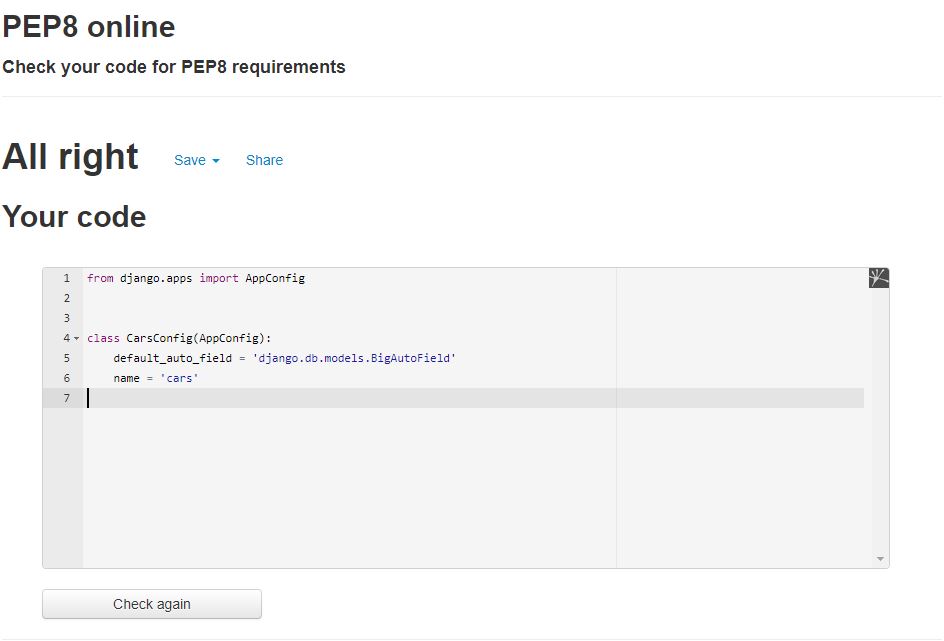 PEP8 online
Check your code for PEP8 requirements
All right Save Share
Your code
1 from django.apps import AppConfig
2
3
4 class CarsConfig(AppConfig):
5     default_auto_field = 'django.db.models.BigAutoField'
6     name = 'cars'
7
Check again